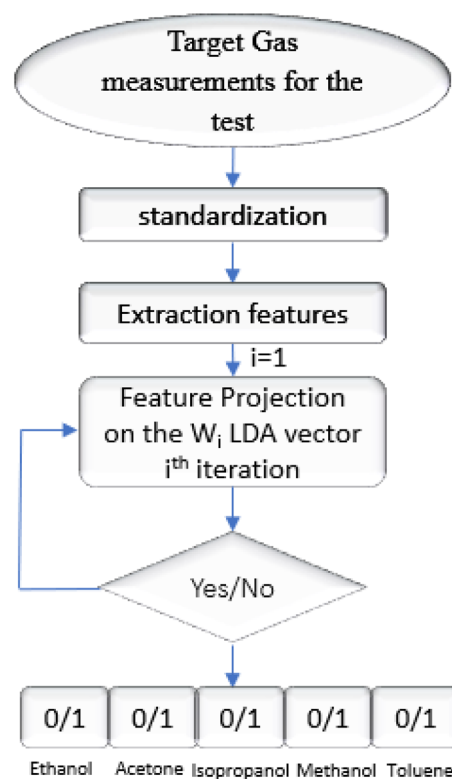 Target Gas
measurements for the
test
standardization
Extraction features
i=1
Feature Projection
on the Wi LDA vector
ith iteration
Yes/No
0/1 0/1 0/1 0/1 0/1
Ethanol Acetone Isopropanol Methanol Toluene